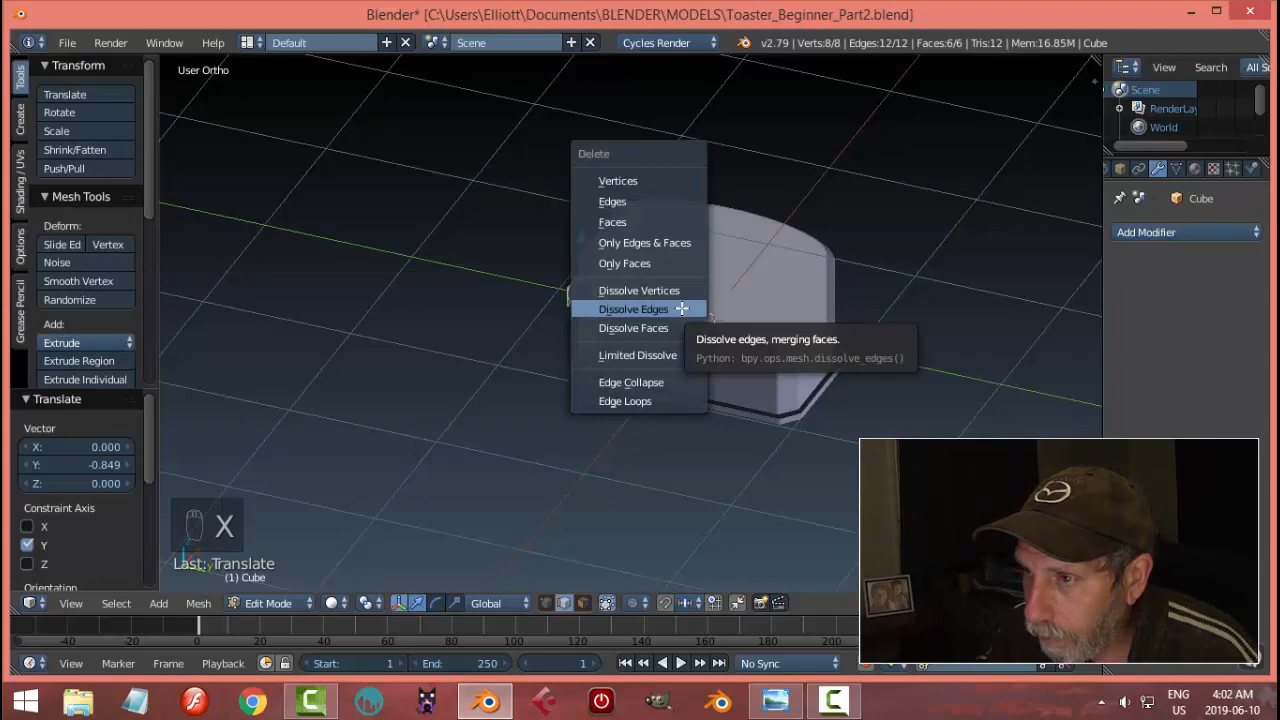 Blender* [C:\Users\Elliott\Documents\BLENDER\MODELS\Toaster_Beginner_Part2.blend]
File Render Window Help Default Scene Cycles Render v2.79 | Verts:8/8 | Edges:12/12 | Faces:6/6 | Tris:12 | Mem:16.85M | Cube
Tools
Create
Shading / UVs
Options
Grease Pencil
Transform
Translate
Rotate
Scale
Shrink/Fatten
Push/Pull
Mesh Tools
Deform:
Slide Ed Vertex
Noise
Smooth Vertex
Randomize
Add:
Extrude
Extrude Region
Extrude Individual
Translate
Vector
X: 0.000
Y: -0.849
Z: 0.000
Constraint Axis
X
Y
Z
Orientation
User Ortho
Delete
Vertices
Edges
Faces
Only Edges & Faces
Only Faces
Dissolve Vertices
Dissolve Edges
Dissolve Faces
Limited Dissolve
Edge Collapse
Edge Loops
Dissolve edges, merging faces.
Python: bpy.ops.mesh.dissolve_edges()
X
Last: Translate
(1) Cube
View Search All S
Scene
RenderLay
World
Cube
Add Modifier
View Select Add Mesh Edit Mode Global
-40 -20 0 20 40 60 80 100 120 140 160 180 200
View Marker Frame Playback Start: 1 End: 250 1 No Sync
ENG
US
4:02 AM
2019-06-10